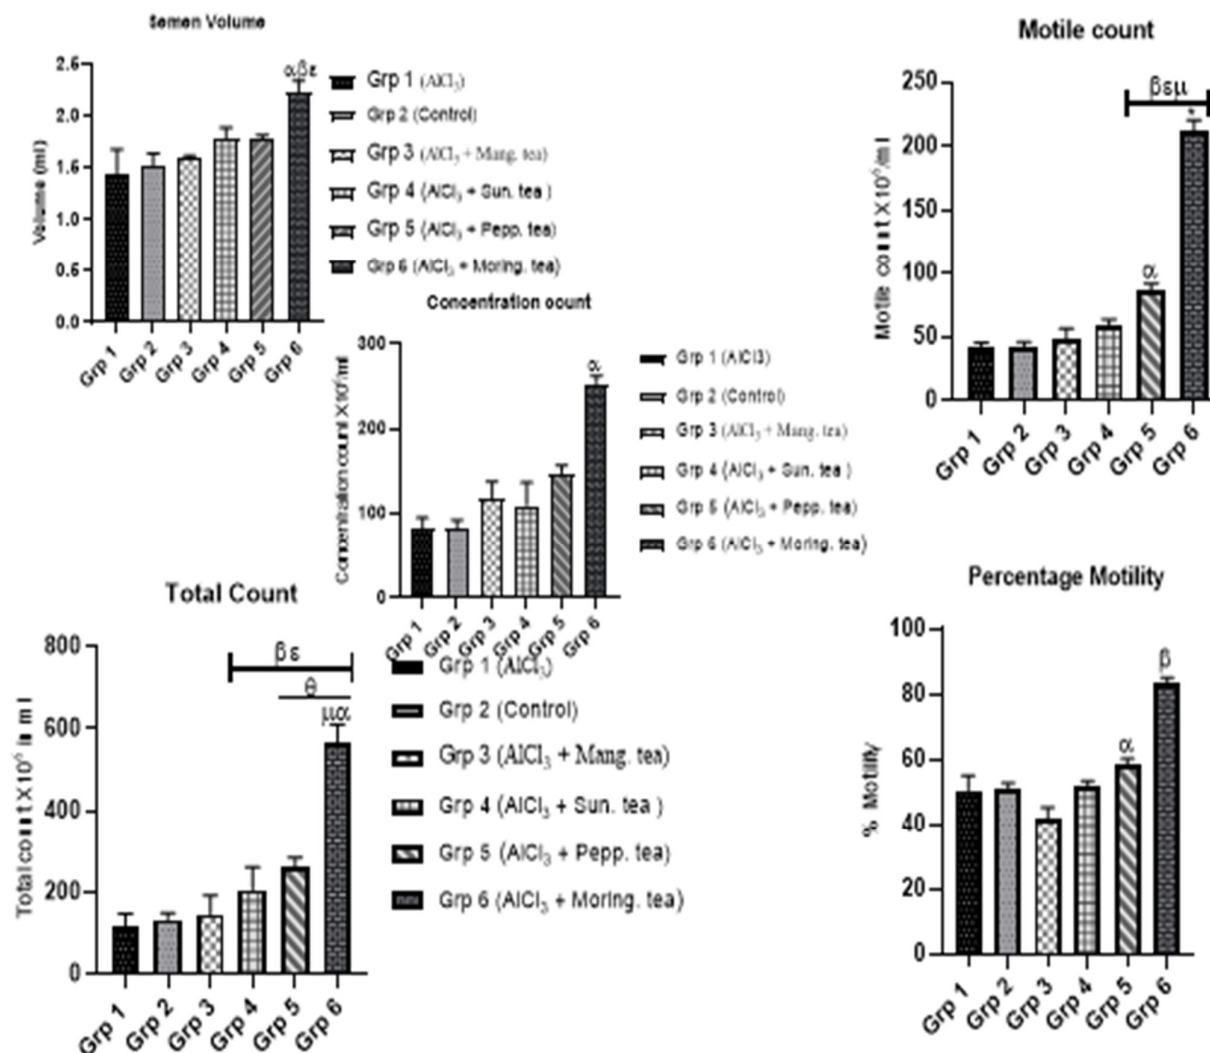 Semen Volume
Volume (ml)
2.5
2.0
1.5
1.0
0.5
0.0
αβε
Grp 1
Grp 2
Grp 3
Grp 4
Grp 5
Grp 6
Grp 1 (AlCl₃)
Grp 2 (Control)
Grp 3 (AlCl₃ + Mang. tea)
Grp 4 (AlCl₃ + Sun. tea )
Grp 5 (AlCl₃ + Pepp. tea)
Grp 6 (AlCl₃ + Moring. tea)
Motile count
Motile count X10⁶/ml
250
200
150
100
50
0
βεμ
*
α
Grp 1
Grp 2
Grp 3
Grp 4
Grp 5
Grp 6
Concentration count
Concentration count X10⁶/ml
300
200
100
0
α
Grp 1
Grp 2
Grp 3
Grp 4
Grp 5
Grp 6
Grp 1 (AlCl3)
Grp 2 (Control)
Grp 3 (AlCl₃ + Mang. tea)
Grp 4 (AlCl₃ + Sun. tea )
Grp 5 (AlCl₃ + Pepp. tea)
Grp 6 (AlCl₃ + Moring. tea)
Total Count
Total count X10⁶ in ml
800
600
400
200
0
βε
θ
μα
Grp 1
Grp 2
Grp 3
Grp 4
Grp 5
Grp 6
Grp 1 (AlCl₃)
Grp 2 (Control)
Grp 3 (AlCl₃ + Mang. tea)
Grp 4 (AlCl₃ + Sun. tea )
Grp 5 (AlCl₃ + Pepp. tea)
Grp 6 (AlCl₃ + Moring. tea)
Percentage Motility
% Motility
100
80
60
40
20
0
α
β
Grp 1
Grp 2
Grp 3
Grp 4
Grp 5
Grp 6